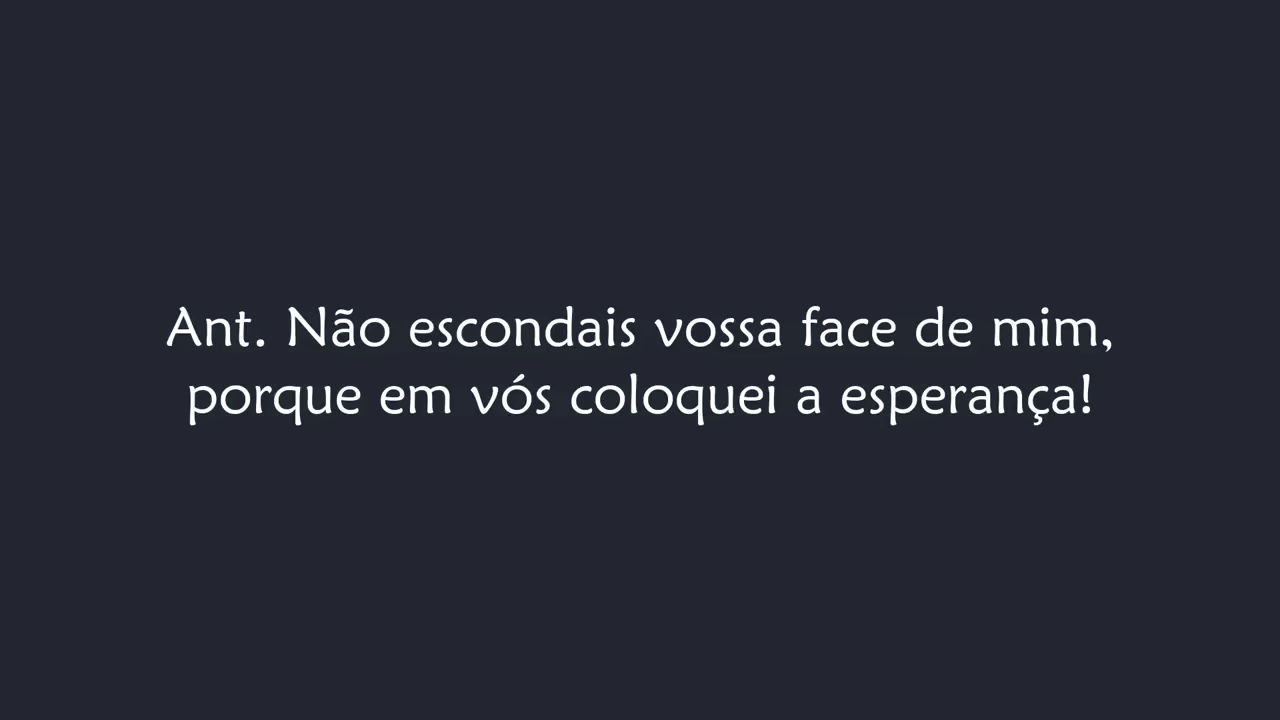 Ant. Não escondais vossa face de mim,
porque em vós coloquei a esperança!